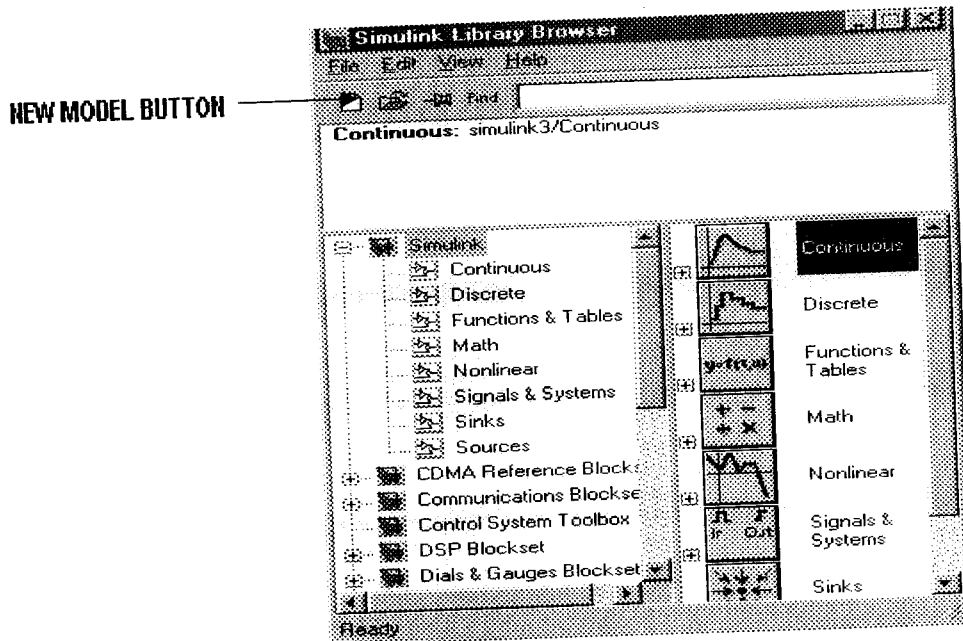 Simulink Library Browser
File Edit View Help
NEW MODEL BUTTON
Find
Continuous: simulink3/Continuous
Simulink
Continuous
Discrete
Functions & Tables
Math
Nonlinear
Signals & Systems
Sinks
Sources
CDMA Reference Blocks
Communications Blockse
Control System Toolbox
DSP Blockset
Dials & Gauges Blockset
Continuous
Discrete
y=f(t,u)
Functions &
Tables
Math
Nonlinear
In Out
Signals &
Systems
Sinks
Ready